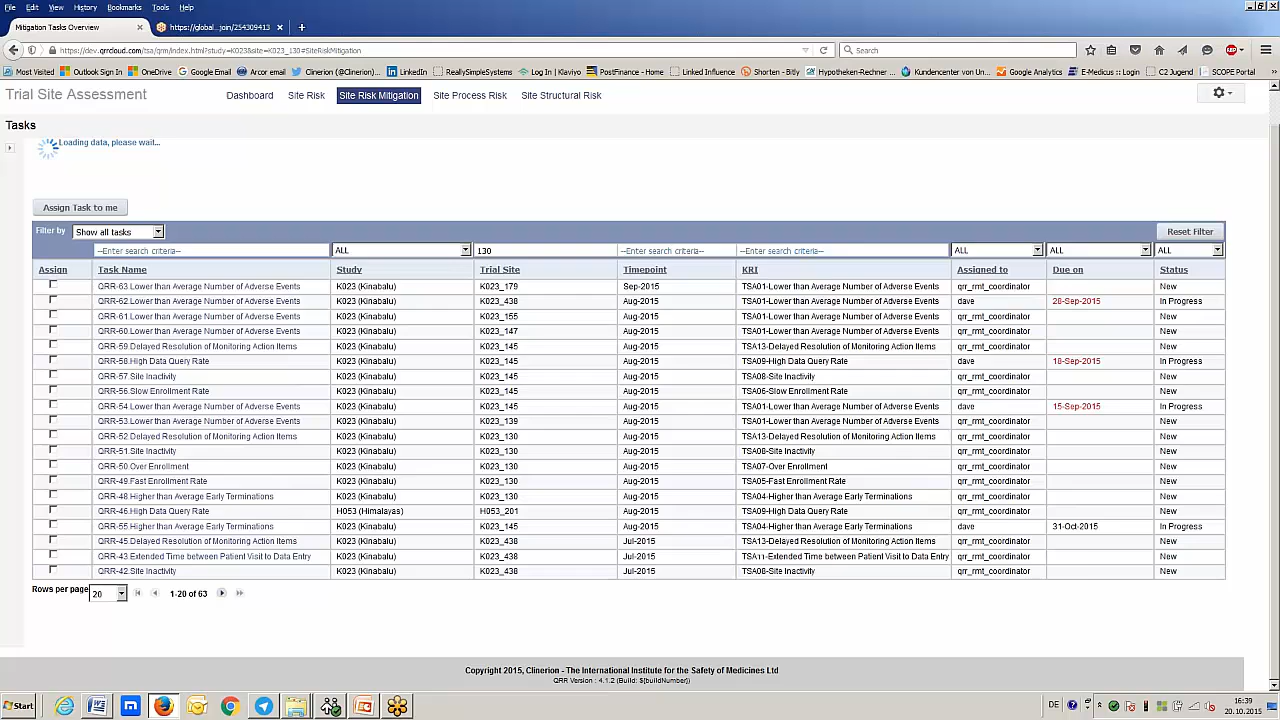 File Edit View History Bookmarks Tools Help
Mitigation Tasks Overview × https://global...join/254309413 × +
https://dev.qrrcloud.com/tsa/qrm/index.html?study=K023&site=K023_130#SiteRiskMitigation Search
Most Visited Outlook Sign In OneDrive Google Email Arcor email Clinerion (@Clinerion)... LinkedIn ReallySimpleSystems Log In | Klaviyo PostFinance - Home Linked Influence Shorten - Bitly Hypotheken-Rechner ... Kundencenter von Un... Google Analytics E-Medicus :: Login C2 Jugend SCOPE Portal
Trial Site Assessment Dashboard Site Risk Site Risk Mitigation Site Process Risk Site Structural Risk
Tasks
Loading data, please wait...
Assign Task to me
Filter by Show all tasks Reset Filter
--Enter search criteria-- ALL 130 --Enter search criteria-- --Enter search criteria-- ALL ALL ALL
Assign Task Name Study Trial Site Timepoint KRI Assigned to Due on Status
QRR-63.Lower than Average Number of Adverse Events K023 (Kinabalu) K023_179 Sep-2015 TSA01-Lower than Average Number of Adverse Events qrr_rmt_coordinator New
QRR-62.Lower than Average Number of Adverse Events K023 (Kinabalu) K023_438 Aug-2015 TSA01-Lower than Average Number of Adverse Events dave 28-Sep-2015 In Progress
QRR-61.Lower than Average Number of Adverse Events K023 (Kinabalu) K023_155 Aug-2015 TSA01-Lower than Average Number of Adverse Events qrr_rmt_coordinator New
QRR-60.Lower than Average Number of Adverse Events K023 (Kinabalu) K023_147 Aug-2015 TSA01-Lower than Average Number of Adverse Events qrr_rmt_coordinator New
QRR-59.Delayed Resolution of Monitoring Action Items K023 (Kinabalu) K023_145 Aug-2015 TSA13-Delayed Resolution of Monitoring Action Items qrr_rmt_coordinator New
QRR-58.High Data Query Rate K023 (Kinabalu) K023_145 Aug-2015 TSA09-High Data Query Rate dave 18-Sep-2015 In Progress
QRR-57.Site Inactivity K023 (Kinabalu) K023_145 Aug-2015 TSA08-Site Inactivity qrr_rmt_coordinator New
QRR-56.Slow Enrollment Rate K023 (Kinabalu) K023_145 Aug-2015 TSA06-Slow Enrollment Rate qrr_rmt_coordinator New
QRR-54.Lower than Average Number of Adverse Events K023 (Kinabalu) K023_145 Aug-2015 TSA01-Lower than Average Number of Adverse Events dave 15-Sep-2015 In Progress
QRR-53.Lower than Average Number of Adverse Events K023 (Kinabalu) K023_139 Aug-2015 TSA01-Lower than Average Number of Adverse Events qrr_rmt_coordinator New
QRR-52.Delayed Resolution of Monitoring Action Items K023 (Kinabalu) K023_130 Aug-2015 TSA13-Delayed Resolution of Monitoring Action Items qrr_rmt_coordinator New
QRR-51.Site Inactivity K023 (Kinabalu) K023_130 Aug-2015 TSA08-Site Inactivity qrr_rmt_coordinator New
QRR-50.Over Enrollment K023 (Kinabalu) K023_130 Aug-2015 TSA07-Over Enrollment qrr_rmt_coordinator New
QRR-49.Fast Enrollment Rate K023 (Kinabalu) K023_130 Aug-2015 TSA05-Fast Enrollment Rate qrr_rmt_coordinator New
QRR-48.Higher than Average Early Terminations K023 (Kinabalu) K023_130 Aug-2015 TSA04-Higher than Average Early Terminations qrr_rmt_coordinator New
QRR-46.High Data Query Rate H053 (Himalayas) H053_201 Aug-2015 TSA09-High Data Query Rate qrr_rmt_coordinator New
QRR-55.Higher than Average Early Terminations K023 (Kinabalu) K023_145 Aug-2015 TSA04-Higher than Average Early Terminations dave 31-Oct-2015 In Progress
QRR-45.Delayed Resolution of Monitoring Action Items K023 (Kinabalu) K023_438 Jul-2015 TSA13-Delayed Resolution of Monitoring Action Items qrr_rmt_coordinator New
QRR-43.Extended Time between Patient Visit to Data Entry K023 (Kinabalu) K023_438 Jul-2015 TSA11-Extended Time between Patient Visit to Data Entry qrr_rmt_coordinator New
QRR-42.Site Inactivity K023 (Kinabalu) K023_438 Jul-2015 TSA08-Site Inactivity qrr_rmt_coordinator New
Rows per page 20 1-20 of 63
Copyright 2015, Clinerion - The International Institute for the Safety of Medicines Ltd
QRR Version : 4.1.2 (Build: ${buildNumber})
Start DE 16:39
20.10.2015